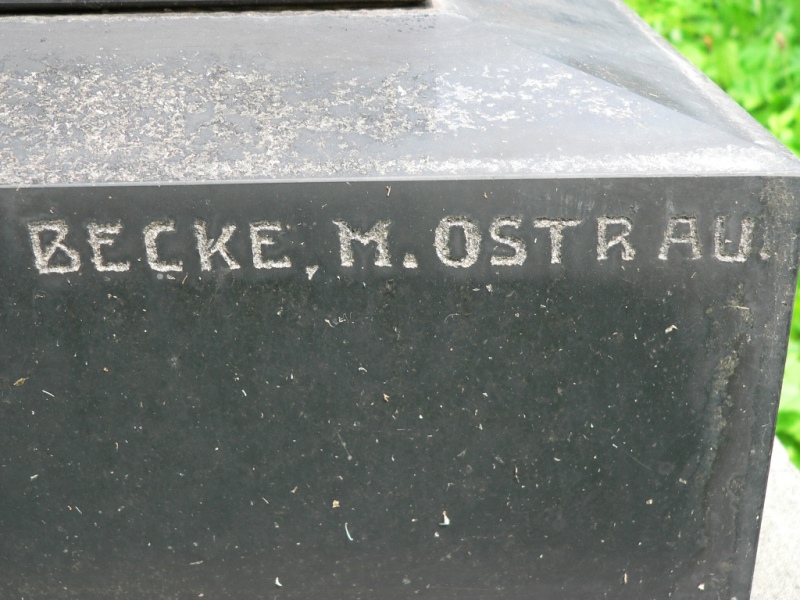 BECKE, M. OSTRAU.